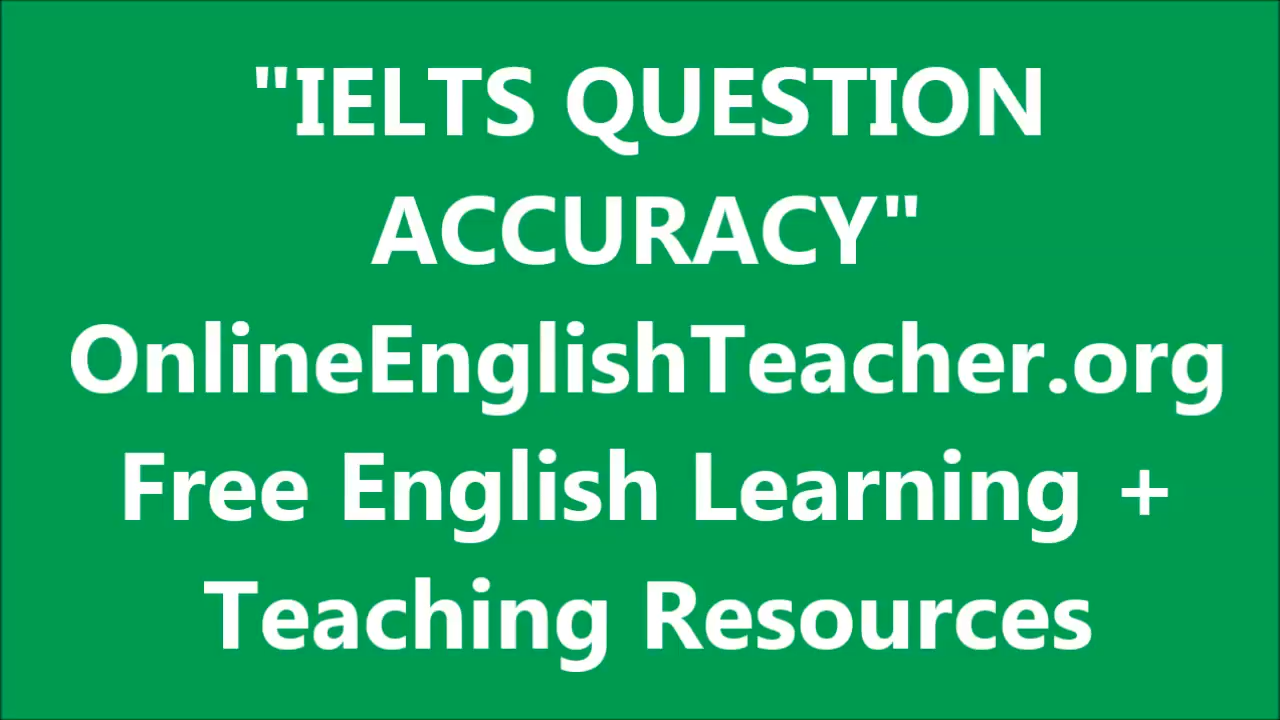 "IELTS QUESTION
ACCURACY"
OnlineEnglishTeacher.org
Free English Learning +
Teaching Resources